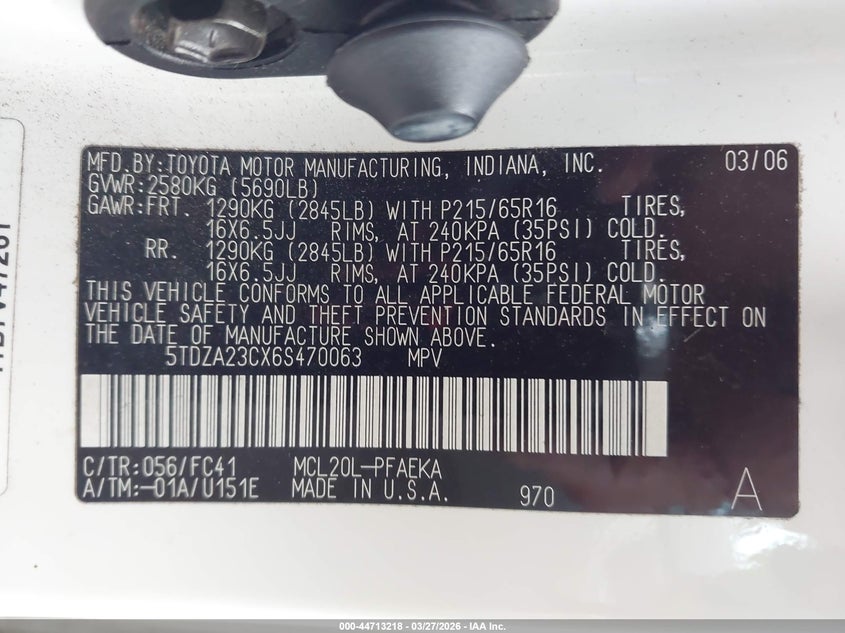 MFD.BY:TOYOTA MOTOR MANUFACTURING, INDIANA, INC. 03/06
GVWR:2580KG (5690LB)
GAWR:FRT. 1290KG (2845LB) WITH P215/65R16 TIRES,
16X6.5JJ RIMS, AT 240KPA (35PSI) COLD.
RR. 1290KG (2845LB) WITH P215/65R16 TIRES,
16X6.5JJ RIMS, AT 240KPA (35PSI) COLD.
THIS VEHICLE CONFORMS TO ALL APPLICABLE FEDERAL MOTOR
VEHICLE SAFETY AND THEFT PREVENTION STANDARDS IN EFFECT ON
THE DATE OF MANUFACTURE SHOWN ABOVE.
5TDZA23CX6S470063 MPV
C/TR:056/FC41 MCL20L-PFAEKA
A/TM:-01A/U151E MADE IN U.S.A. 970 A
000-44713218 - 03/27/2026 - IAA Inc.